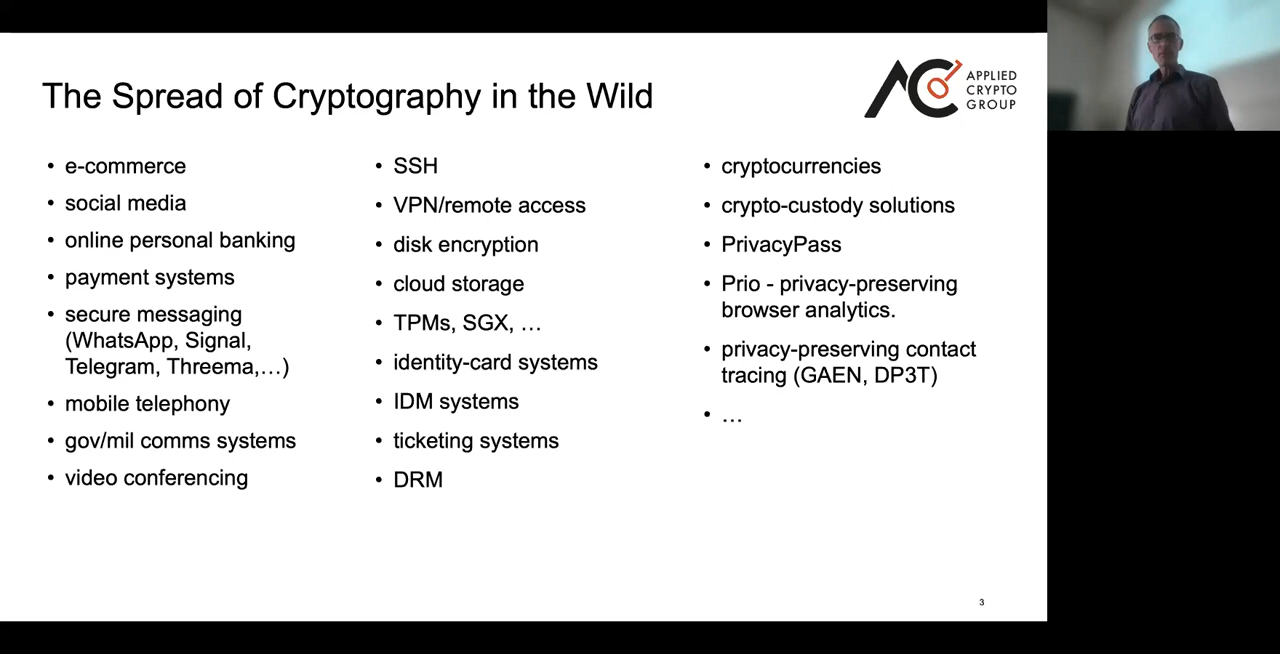 The Spread of Cryptography in the Wild
APPLIED
CRYPTO
GROUP
• e-commerce
• social media
• online personal banking
• payment systems
• secure messaging
(WhatsApp, Signal,
Telegram, Threema,…)
• mobile telephony
• gov/mil comms systems
• video conferencing
• SSH
• VPN/remote access
• disk encryption
• cloud storage
• TPMs, SGX, …
• identity-card systems
• IDM systems
• ticketing systems
• DRM
• cryptocurrencies
• crypto-custody solutions
• PrivacyPass
• Prio - privacy-preserving
browser analytics.
• privacy-preserving contact
tracing (GAEN, DP3T)
• …
3